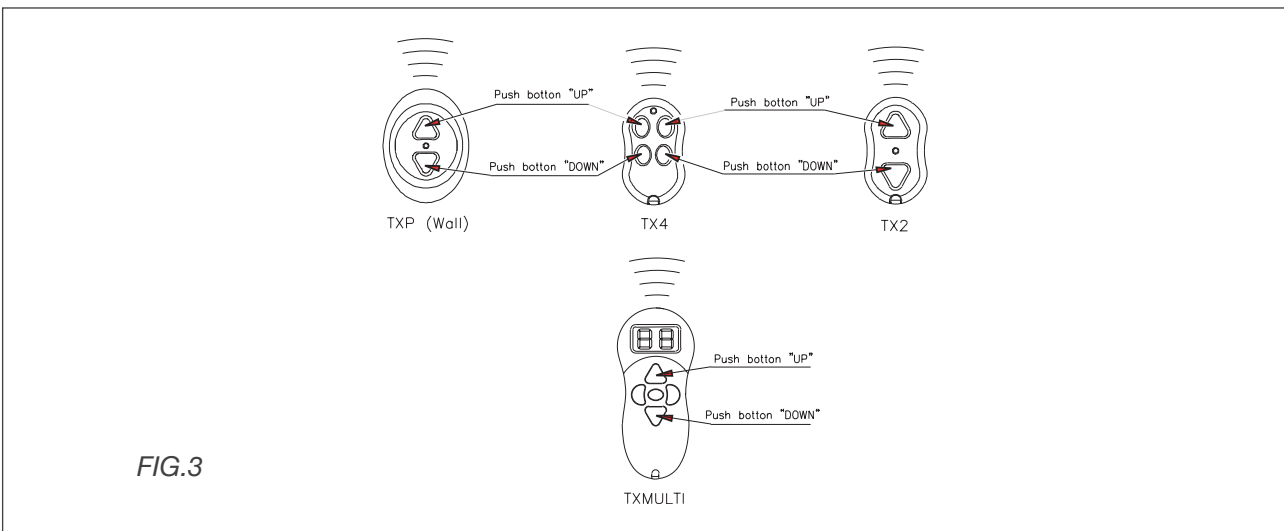 Push botton "UP"
Push botton "UP"
Push botton "DOWN"
Push botton "DOWN"
TXP (Wall)
TX4
TX2
88
Push botton "UP"
Push botton "DOWN"
FIG.3
TXMULTI